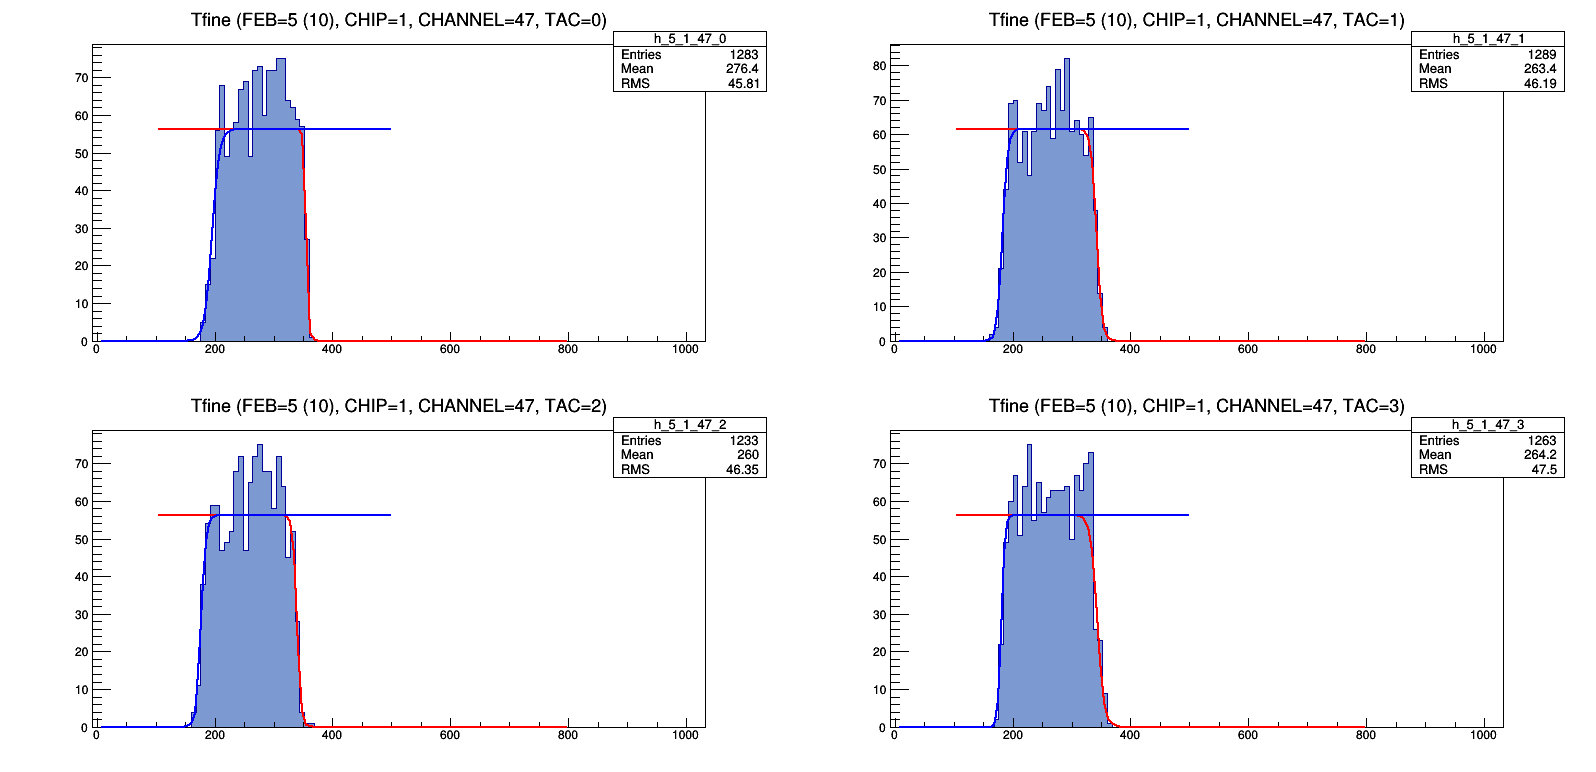 Tfine (FEB=5 (10), CHIP=1, CHANNEL=47, TAC=0)
h_5_1_47_0
Entries 1283
Mean 276.4
RMS 45.81
70
60
50
40
30
20
10
0
0 200 400 600 800 1000
Tfine (FEB=5 (10), CHIP=1, CHANNEL=47, TAC=1)
h_5_1_47_1
Entries 1289
Mean 263.4
RMS 46.19
80
70
60
50
40
30
20
10
0
0 200 400 600 800 1000
Tfine (FEB=5 (10), CHIP=1, CHANNEL=47, TAC=2)
h_5_1_47_2
Entries 1233
Mean 260
RMS 46.35
70
60
50
40
30
20
10
0
0 200 400 600 800 1000
Tfine (FEB=5 (10), CHIP=1, CHANNEL=47, TAC=3)
h_5_1_47_3
Entries 1263
Mean 264.2
RMS 47.5
70
60
50
40
30
20
10
0
0 200 400 600 800 1000